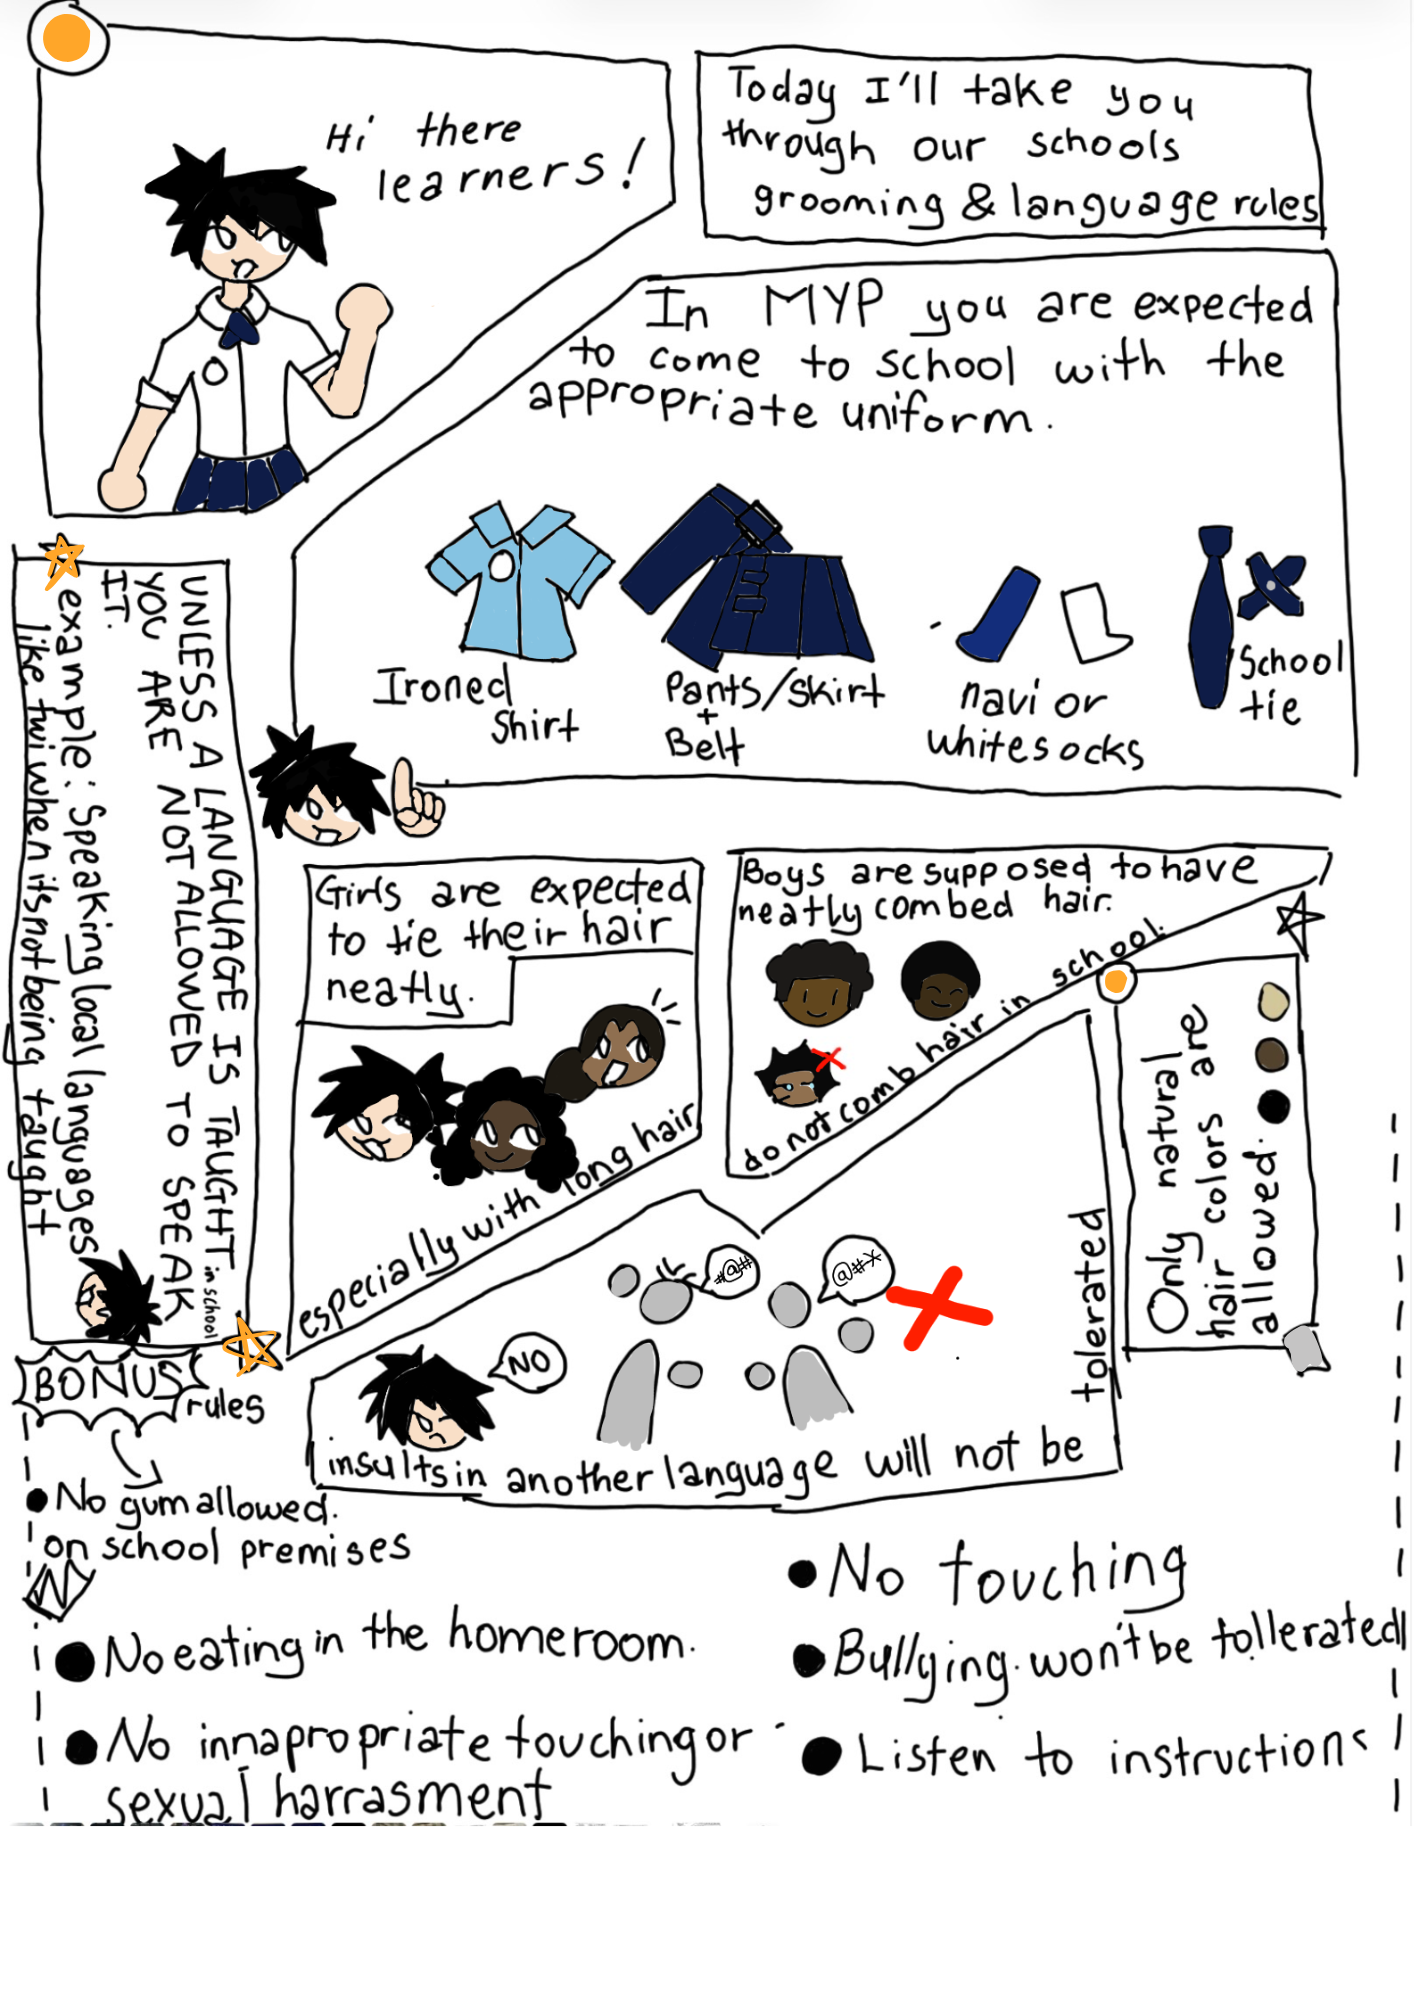 Hi there
learners!
Today I'll take you
through our schools
grooming & language rules
In MYP you are expected
to come to school with the
appropriate uniform.
Ironed
Shirt
Pants/Skirt
+
Belt
navi or
white socks
School
tie
UNLESS A LANGUAGE IS TAUGHT in school
YOU ARE NOT ALLOWED TO SPEAK
IT.
example: Speaking local languages
like twi when its not being taught
Girls are expected
to tie their hair
neatly.
especially with long hair
Boys are supposed to have
neatly combed hair.
do not comb hair in school.
Only natural
hair colors are
allowed.
#@#
@#*
NO
insults in another language will not be
tolerated
BONUS
rules
• No gum allowed.
on school premises
• No eating in the homeroom.
• No innapropriate touching or
sexual harrasment
• No touching
• Bullying. won't be tollerated
• Listen to instructions